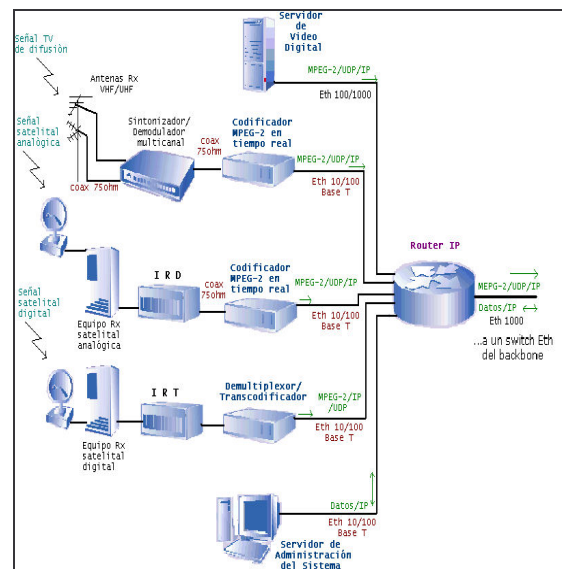 Servidor
de
Video
Digital
MPEG-2/UDP/IP
Eth 100/1000
Señal TV
de difusiòn
Antenas Rx
VHF/UHF
Señal
satelital
analògica
Sintonizador/
Demodulador
multicanal
coax
75ohm
Codificador
MPEG-2 en
tiempo real
MPEG-2/UDP/IP
Eth 10/100
Base T
coax 75ohm
Router IP
I R D
coax
75ohm
Codificador
MPEG-2 en
tiempo real
MPEG-2/UDP/IP
Eth 10/100
Base T
MEPEG-2/UDP/IP
Datos/IP
Eth 1000
...a un switch Eth
del backbone
Señal
satelital
digital
Equipo Rx
satelital
analógica
I R T
Demultiplexor/
Transcodificador
MPEG-2/IP
/UDP
Eth 10/100
Base T
Equipo Rx
satelital
digital
Datos/IP
Eth 10/100
Base T
Servidor de
Administración
del Sistema